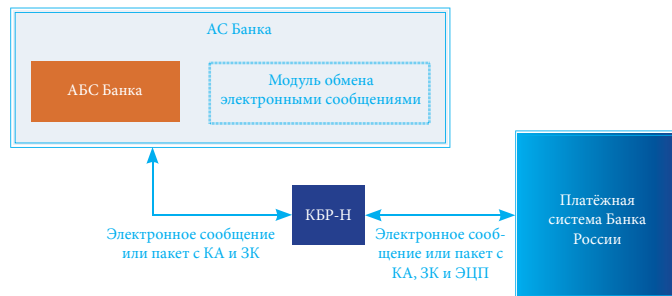 АС Банка
АБС Банка
Модуль обмена
электронными сообщениями
КБР-Н
Электронное сообщение
или пакет с КА и ЗК
Электронное сооб-
щение или пакет с
КА, ЗК и ЭЦП
Платёжная
система Банка
России